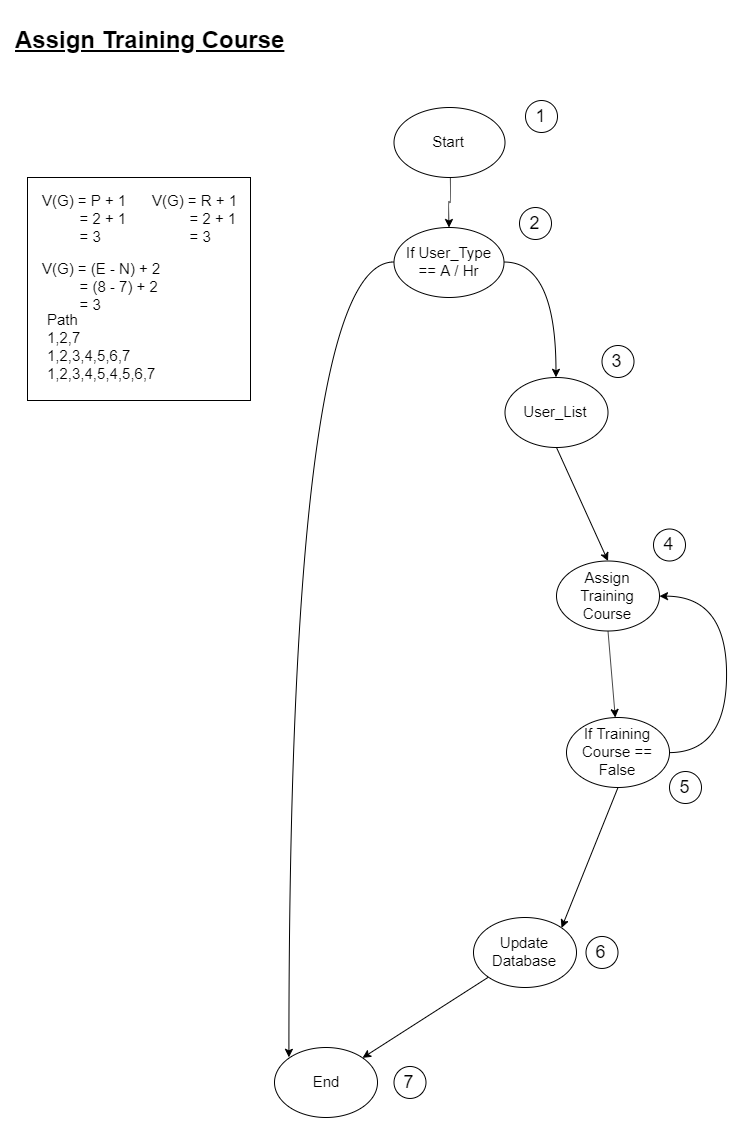 Assign Training Course
1
Start
V(G) = P + 1
= 2 + 1
= 3
V(G) = R + 1
= 2 + 1
= 3
V(G) = (E - N) + 2
= (8 - 7) + 2
= 3
Path
1,2,7
1,2,3,4,5,6,7
1,2,3,4,5,4,5,6,7
2
If User_Type
== A / Hr
3
User_List
4
Assign
Training
Course
If Training
Course ==
False
5
Update
Database
6
End
7